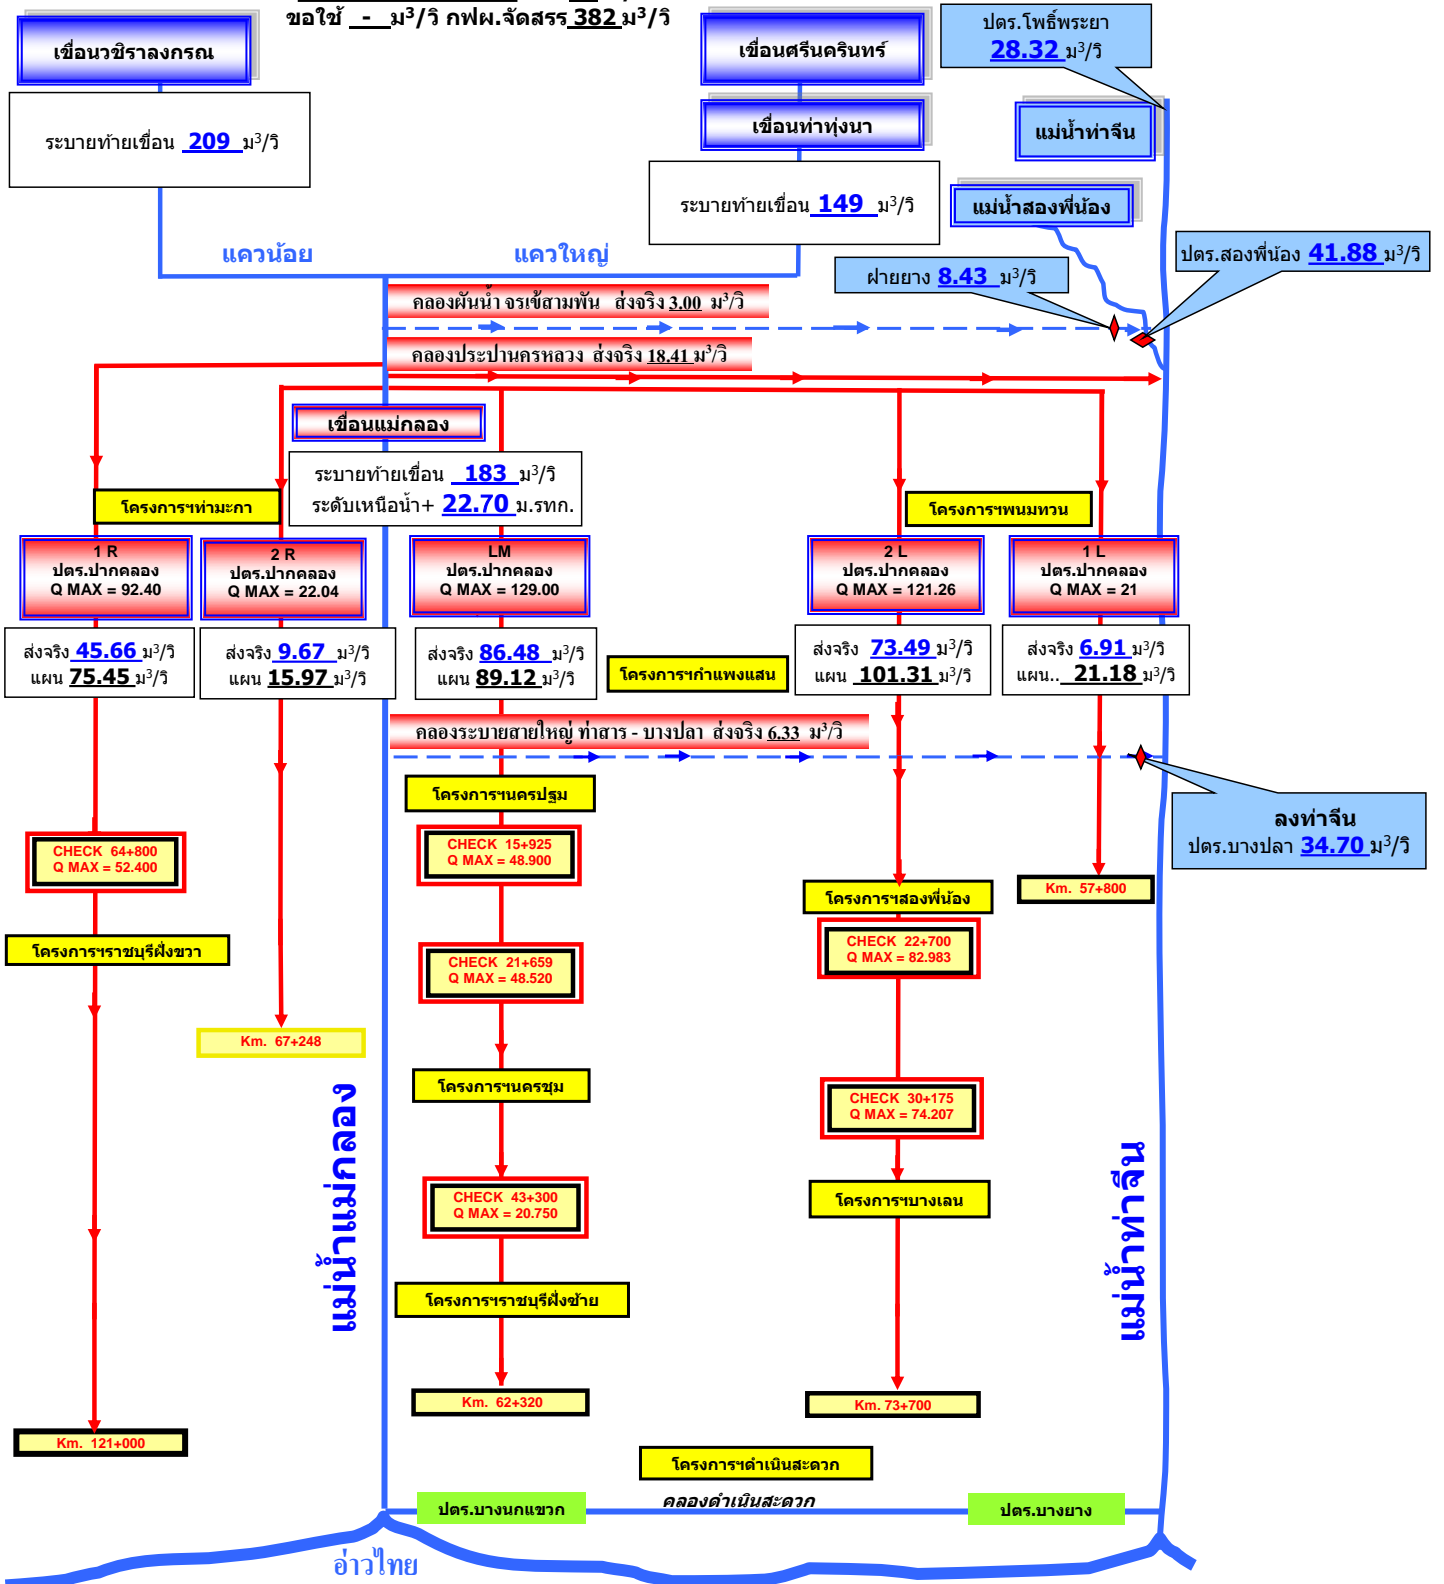 ขอใช้ - ม³/วิ กฟผ.จัดสรร 382 ม³/วิ
เขื่อนวชิราลงกรณ
เขื่อนศรีนครินทร์
ปตร.โพธิ์พระยา
28.32 ม³/วิ
ระบายท้ายเขื่อน 209 ม³/วิ
เขื่อนท่าทุ่งนา
แม่น้ำท่าจีน
ระบายท้ายเขื่อน 149 ม³/วิ
แม่น้ำสองพี่น้อง
แควน้อย
แควใหญ่
ปตร.สองพี่น้อง 41.88 ม³/วิ
ฝายยาง 8.43 ม³/วิ
คลองผันน้ำ จรเข้สามพัน ส่งจริง 3.00 ม³/วิ
คลองประปานครหลวง ส่งจริง 18.41 ม³/วิ
เขื่อนแม่กลอง
ระบายท้ายเขื่อน 183 ม³/วิ
ระดับเหนือน้ำ+ 22.70 ม.รทก.
โครงการฯท่ามะกา
โครงการฯพนมทวน
1 R
ปตร.ปากคลอง
Q MAX = 92.40
2 R
ปตร.ปากคลอง
Q MAX = 22.04
LM
ปตร.ปากคลอง
Q MAX = 129.00
2 L
ปตร.ปากคลอง
Q MAX = 121.26
1 L
ปตร.ปากคลอง
Q MAX = 21
ส่งจริง 45.66 ม³/วิ
แผน 75.45 ม³/วิ
ส่งจริง 9.67 ม³/วิ
แผน 15.97 ม³/วิ
ส่งจริง 86.48 ม³/วิ
แผน 89.12 ม³/วิ
โครงการฯกำแพงแสน
ส่งจริง 73.49 ม³/วิ
แผน 101.31 ม³/วิ
ส่งจริง 6.91 ม³/วิ
แผน.. 21.18 ม³/วิ
คลองระบายสายใหญ่ ท่าสาร - บางปลา ส่งจริง 6.33 ม³/วิ
โครงการฯนครปฐม
ลงท่าจีน
ปตร.บางปลา 34.70 ม³/วิ
CHECK 64+800
Q MAX = 52.400
CHECK 15+925
Q MAX = 48.900
โครงการฯสองพี่น้อง
Km. 57+800
โครงการฯราชบุรีฝั่งขวา
CHECK 21+659
Q MAX = 48.520
CHECK 22+700
Q MAX = 82.983
Km. 67+248
โครงการฯนครชุม
CHECK 30+175
Q MAX = 74.207
แม่น้ำแม่กลอง
แม่น้ำท่าจีน
CHECK 43+300
Q MAX = 20.750
โครงการฯบางเลน
โครงการฯราชบุรีฝั่งซ้าย
Km. 62+320
Km. 73+700
Km. 121+000
โครงการฯดำเนินสะดวก
ปตร.บางนกแขวก
คลองดำเนินสะดวก
ปตร.บางยาง
อ่าวไทย